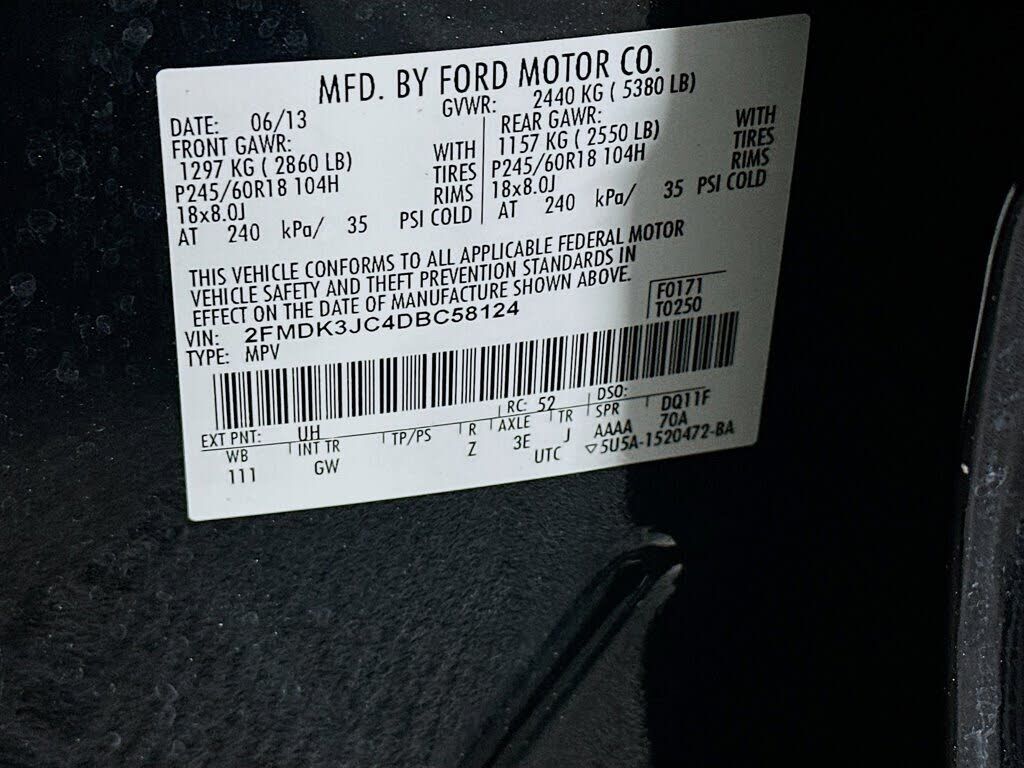 MFD. BY FORD MOTOR CO.
DATE: 06/13
GVWR: 2440 KG ( 5380 LB)
FRONT GAWR:
1297 KG ( 2860 LB)
P245/60R18 104H
18x8.0J
WITH
TIRES
RIMS
AT 240 kPa/ 35 PSI COLD
REAR GAWR:
1157 KG ( 2550 LB)
P245/60R18 104H
18x8.0J
WITH
TIRES
RIMS
AT 240 kPa/ 35 PSI COLD
THIS VEHICLE CONFORMS TO ALL APPLICABLE FEDERAL MOTOR
VEHICLE SAFETY AND THEFT PREVENTION STANDARDS IN
EFFECT ON THE DATE OF MANUFACTURE SHOWN ABOVE.
F0171
T0250
VIN: 2FMDK3JC4DBC58124
TYPE: MPV
EXT PNT: UH
RC: 52
DSO:
WB
INT TR
TP/PS
R
AXLE
TR
SPR
DQ11F
111
GW
Z
3E
J
AAAA
70A
UTC
▽5U5A-1520472-BA